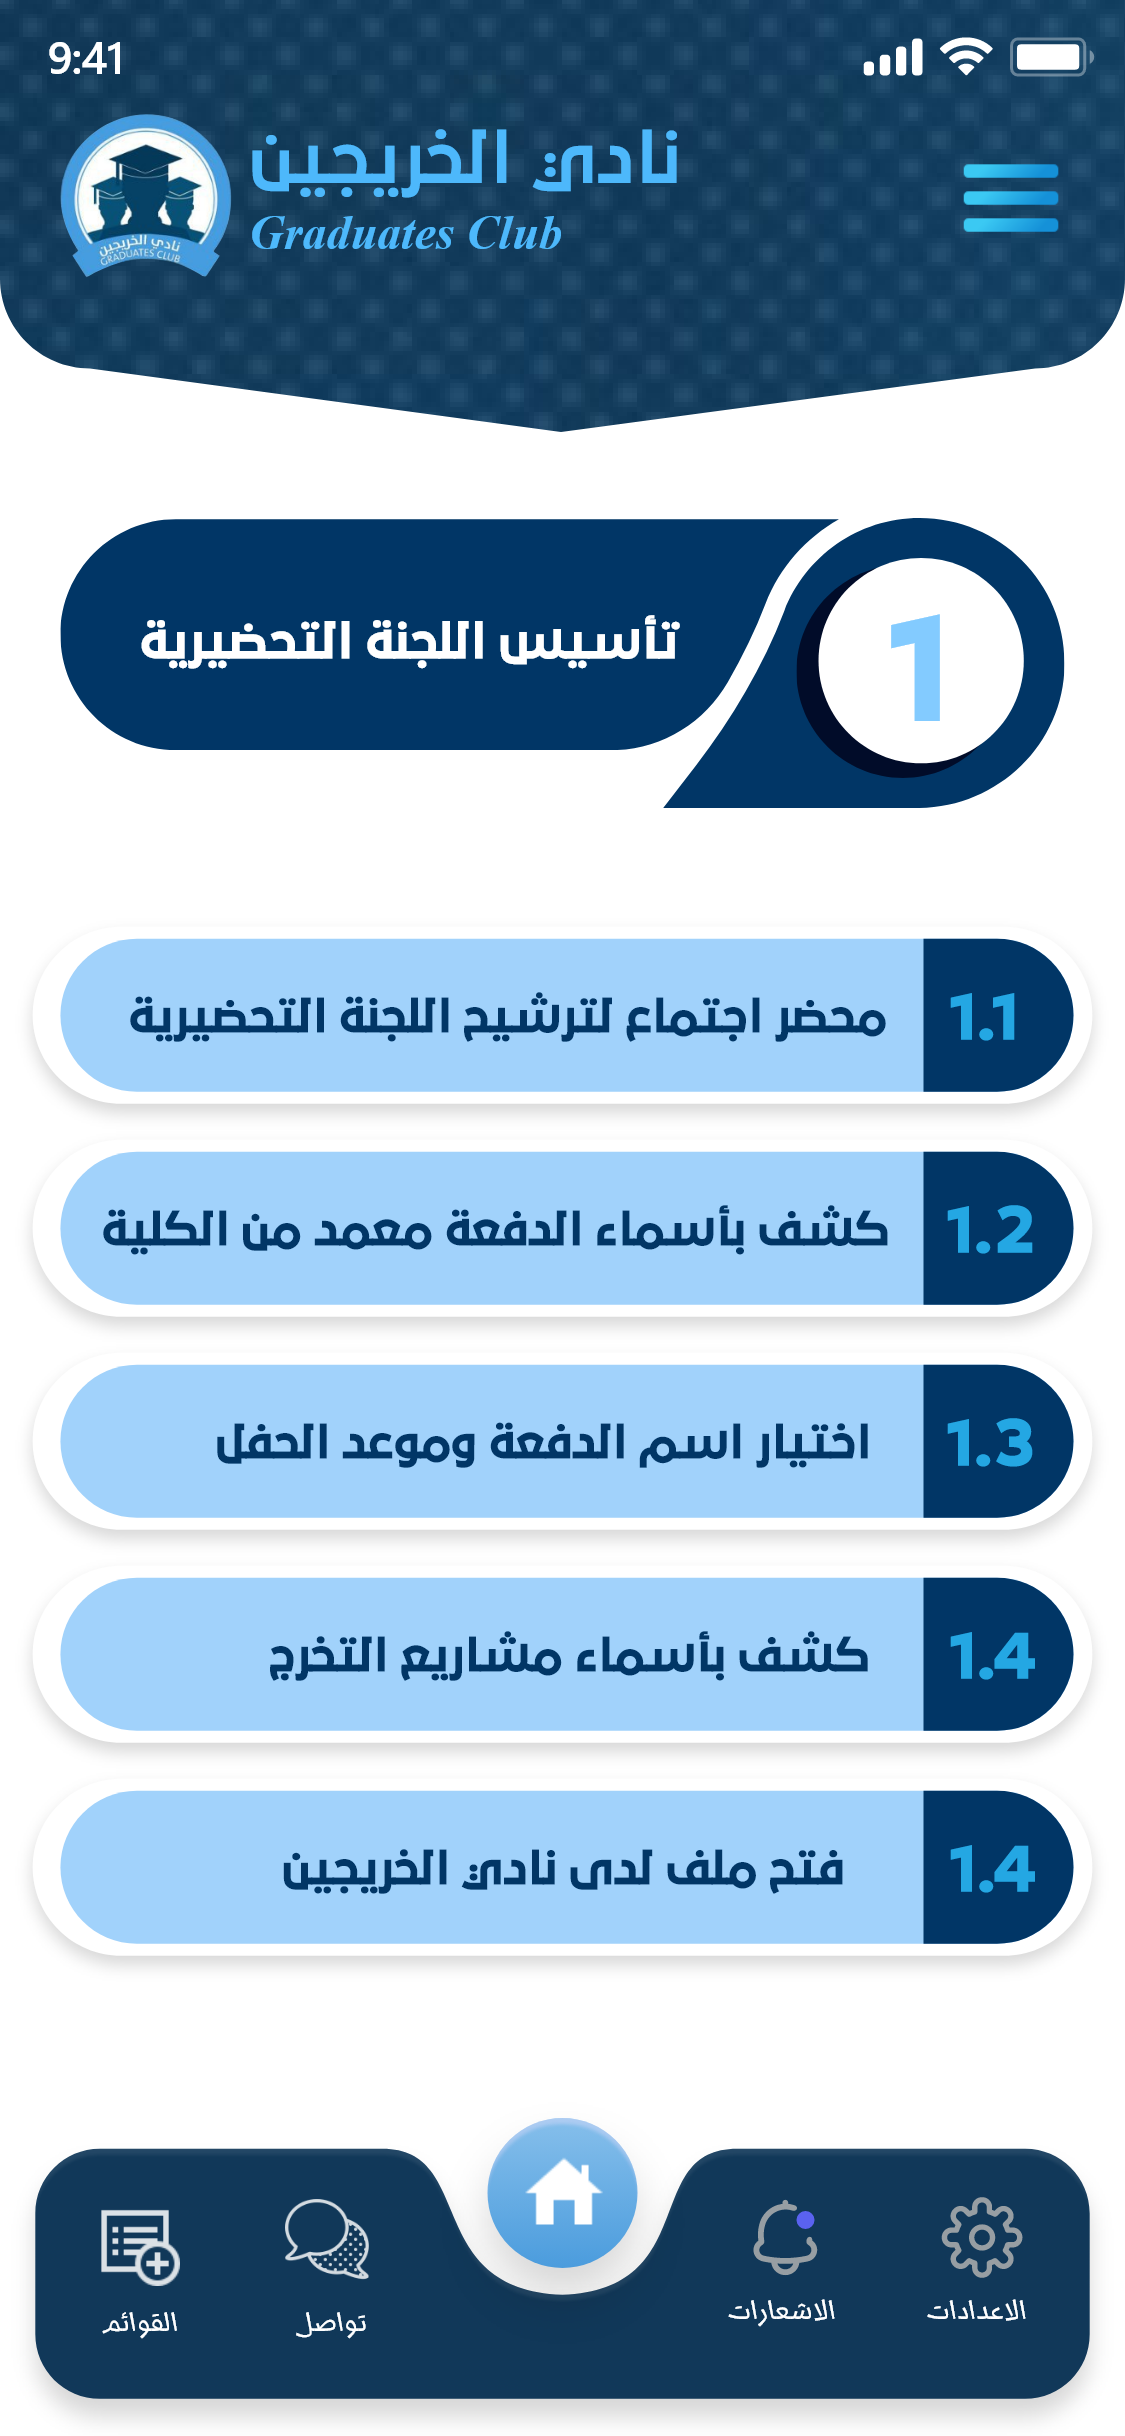 9:41
نادي الخريجين
Graduates Club
نادي الخريجين
GRADUATES CLUB
1
تأسيس اللجنة التحضيرية
1.1
محضر اجتماع لترشيح اللجنة التحضيرية
1.2
كشف بأسماء الدفعة معمد من الكلية
1.3
اختيار اسم الدفعة وموعد الحفل
1.4
كشف بأسماء مشاريع التخرج
1.4
فتح ملف لدى نادي الخريجين
الاعدادات
الاشعارات
تواصل
القوائم